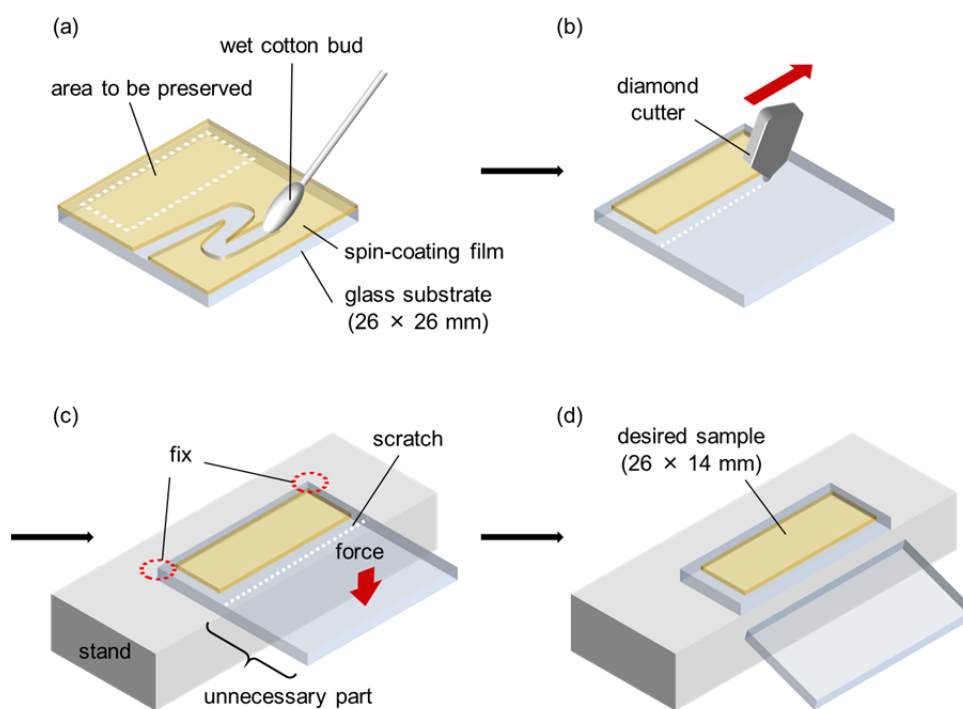 (a)
wet cotton bud
area to be preserved
spin-coating film
glass substrate
(26 × 26 mm)
(b)
diamond
cutter
(c)
fix
scratch
force
stand
unnecessary part
(d)
desired sample
(26 × 14 mm)